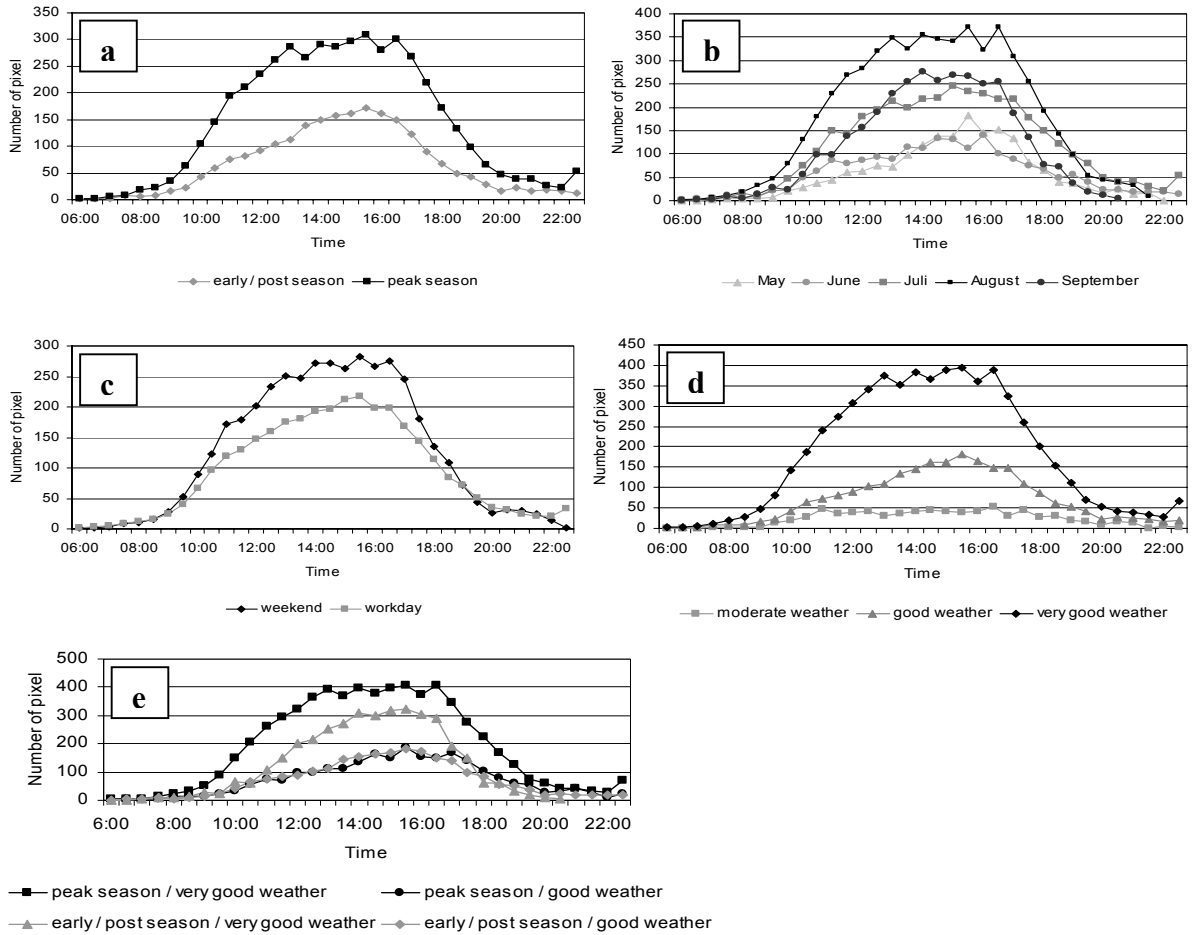 a
Number of pixel
350
300
250
200
150
100
50
0
06:00 10:00 12:00 14:00 16:00 18:00 20:00 22:00
Time
early / post season peak season
b
Number of pixel
400
350
300
250
200
150
100
50
0
06:00 08:00 10:00 12:00 14:00 16:00 18:00 20:00 22:00
Time
May June Juli August September
c
Number of pixel
300
250
200
150
100
50
0
06:00 08:00 10:00 12:00 14:00 16:00 18:00 20:00 22:00
Time
weekend workday
d
Number of pixel
450
400
350
300
250
200
150
100
50
0
06:00 08:00 10:00 12:00 14:00 16:00 18:00 20:00 22:00
Time
moderate weather good weather very good weather
e
Number of pixel
500
400
300
200
100
0
6:00 8:00 10:00 12:00 14:00 16:00 18:00 20:00 22:00
Time
peak season / very good weather peak season / good weather
early / post season / very good weather early / post season / good weather